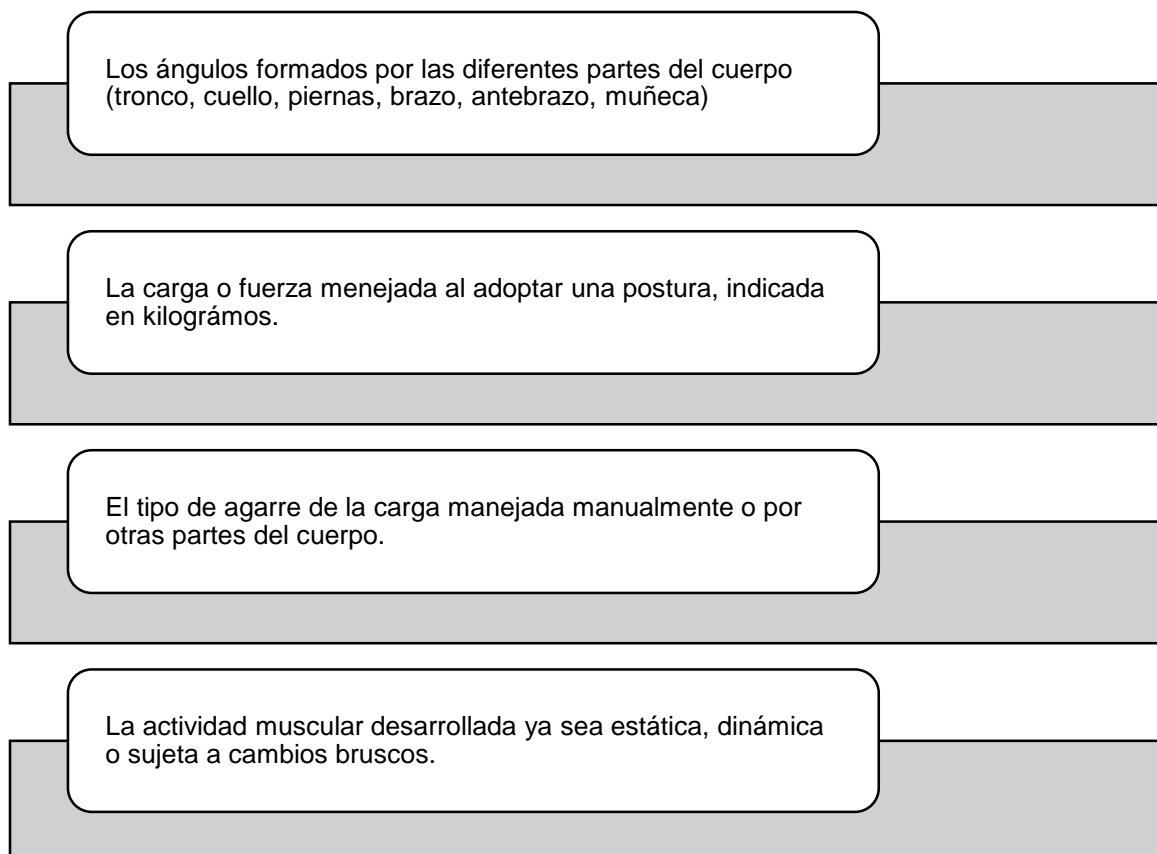 Los ángulos formados por las diferentes partes del cuerpo
(tronco, cuello, piernas, brazo, antebrazo, muñeca)
La carga o fuerza menejada al adoptar una postura, indicada
en kilográmos.
El tipo de agarre de la carga manejada manualmente o por
otras partes del cuerpo.
La actividad muscular desarrollada ya sea estática, dinámica
o sujeta a cambios bruscos.